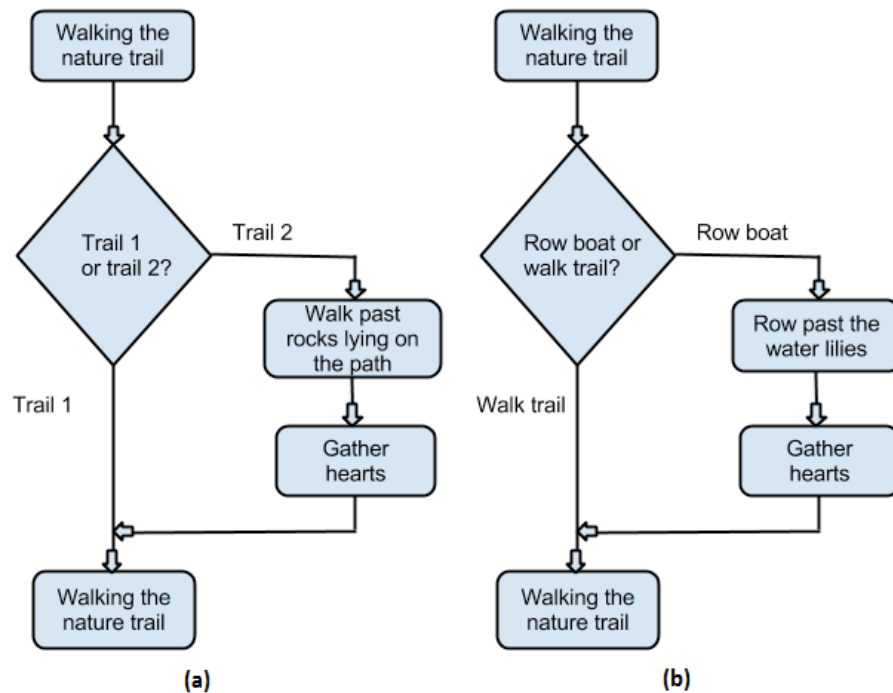 Walking the
nature trail
Trail 1
or trail 2?
Trail 2
Walk past
rocks lying on
the path
Trail 1
Gather
hearts
Walking the
nature trail
(a)
Walking the
nature trail
Row boat or
walk trail?
Row boat
Row past the
water lilies
Walk trail
Gather
hearts
Walking the
nature trail
(b)